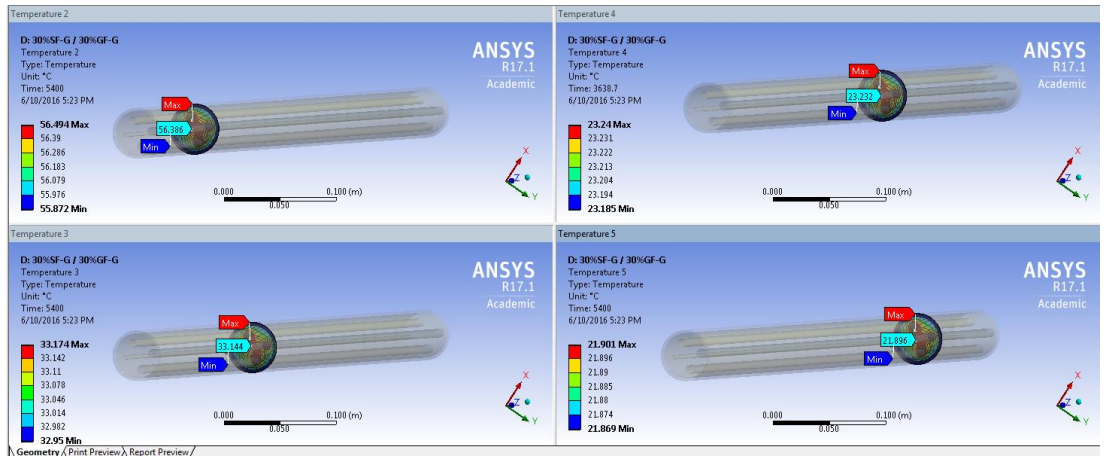 Temperature 2
D: 30%SF-G / 30%GF-G
Temperature 2
Type: Temperature
Unit: °C
Time: 5400
6/10/2016 5:23 PM
56.494 Max
56.39
56.286
56.183
56.079
55.976
55.872 Min
Max
56.386
Min
ANSYS
R17.1
Academic
X
Z
Y
0.000
0.100 (m)
0.050
Temperature 4
D: 30%SF-G / 30%GF-G
Temperature 4
Type: Temperature
Unit: °C
Time: 3638.7
6/10/2016 5:23 PM
23.24 Max
23.231
23.222
23.213
23.204
23.194
23.185 Min
Max
23.232
Min
ANSYS
R17.1
Academic
X
Z
Y
0.000
0.100 (m)
0.050
Temperature 3
D: 30%SF-G / 30%GF-G
Temperature 3
Type: Temperature
Unit: °C
Time: 5400
6/10/2016 5:23 PM
33.174 Max
33.142
33.11
33.078
33.046
33.014
32.982
32.95 Min
Max
33.144
Min
ANSYS
R17.1
Academic
X
Z
Y
0.000
0.100 (m)
0.050
Temperature 5
D: 30%SF-G / 30%GF-G
Temperature 5
Type: Temperature
Unit: °C
Time: 5400
6/10/2016 5:23 PM
21.901 Max
21.896
21.89
21.885
21.88
21.874
21.869 Min
Max
21.896
Min
ANSYS
R17.1
Academic
X
Z
Y
0.000
0.100 (m)
0.050
Geometry Print Preview Report Preview